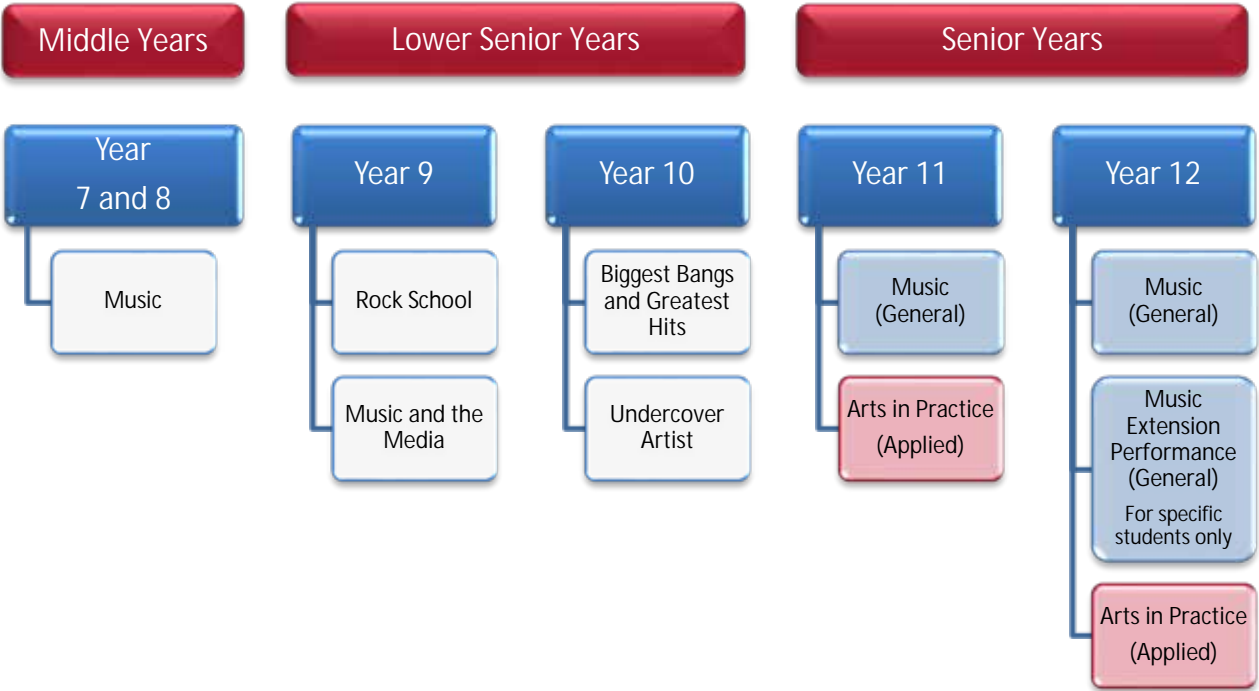 Middle Years
Lower Senior Years
Senior Years
Year
7 and 8
Music
Year 9
Rock School
Music and the
Media
Year 10
Biggest Bangs
and Greatest
Hits
Undercover
Artist
Year 11
Music
(General)
Arts in Practice
(Applied)
Year 12
Music
(General)
Music
Extension
Performance
(General)
For specific
students only
Arts in Practice
(Applied)